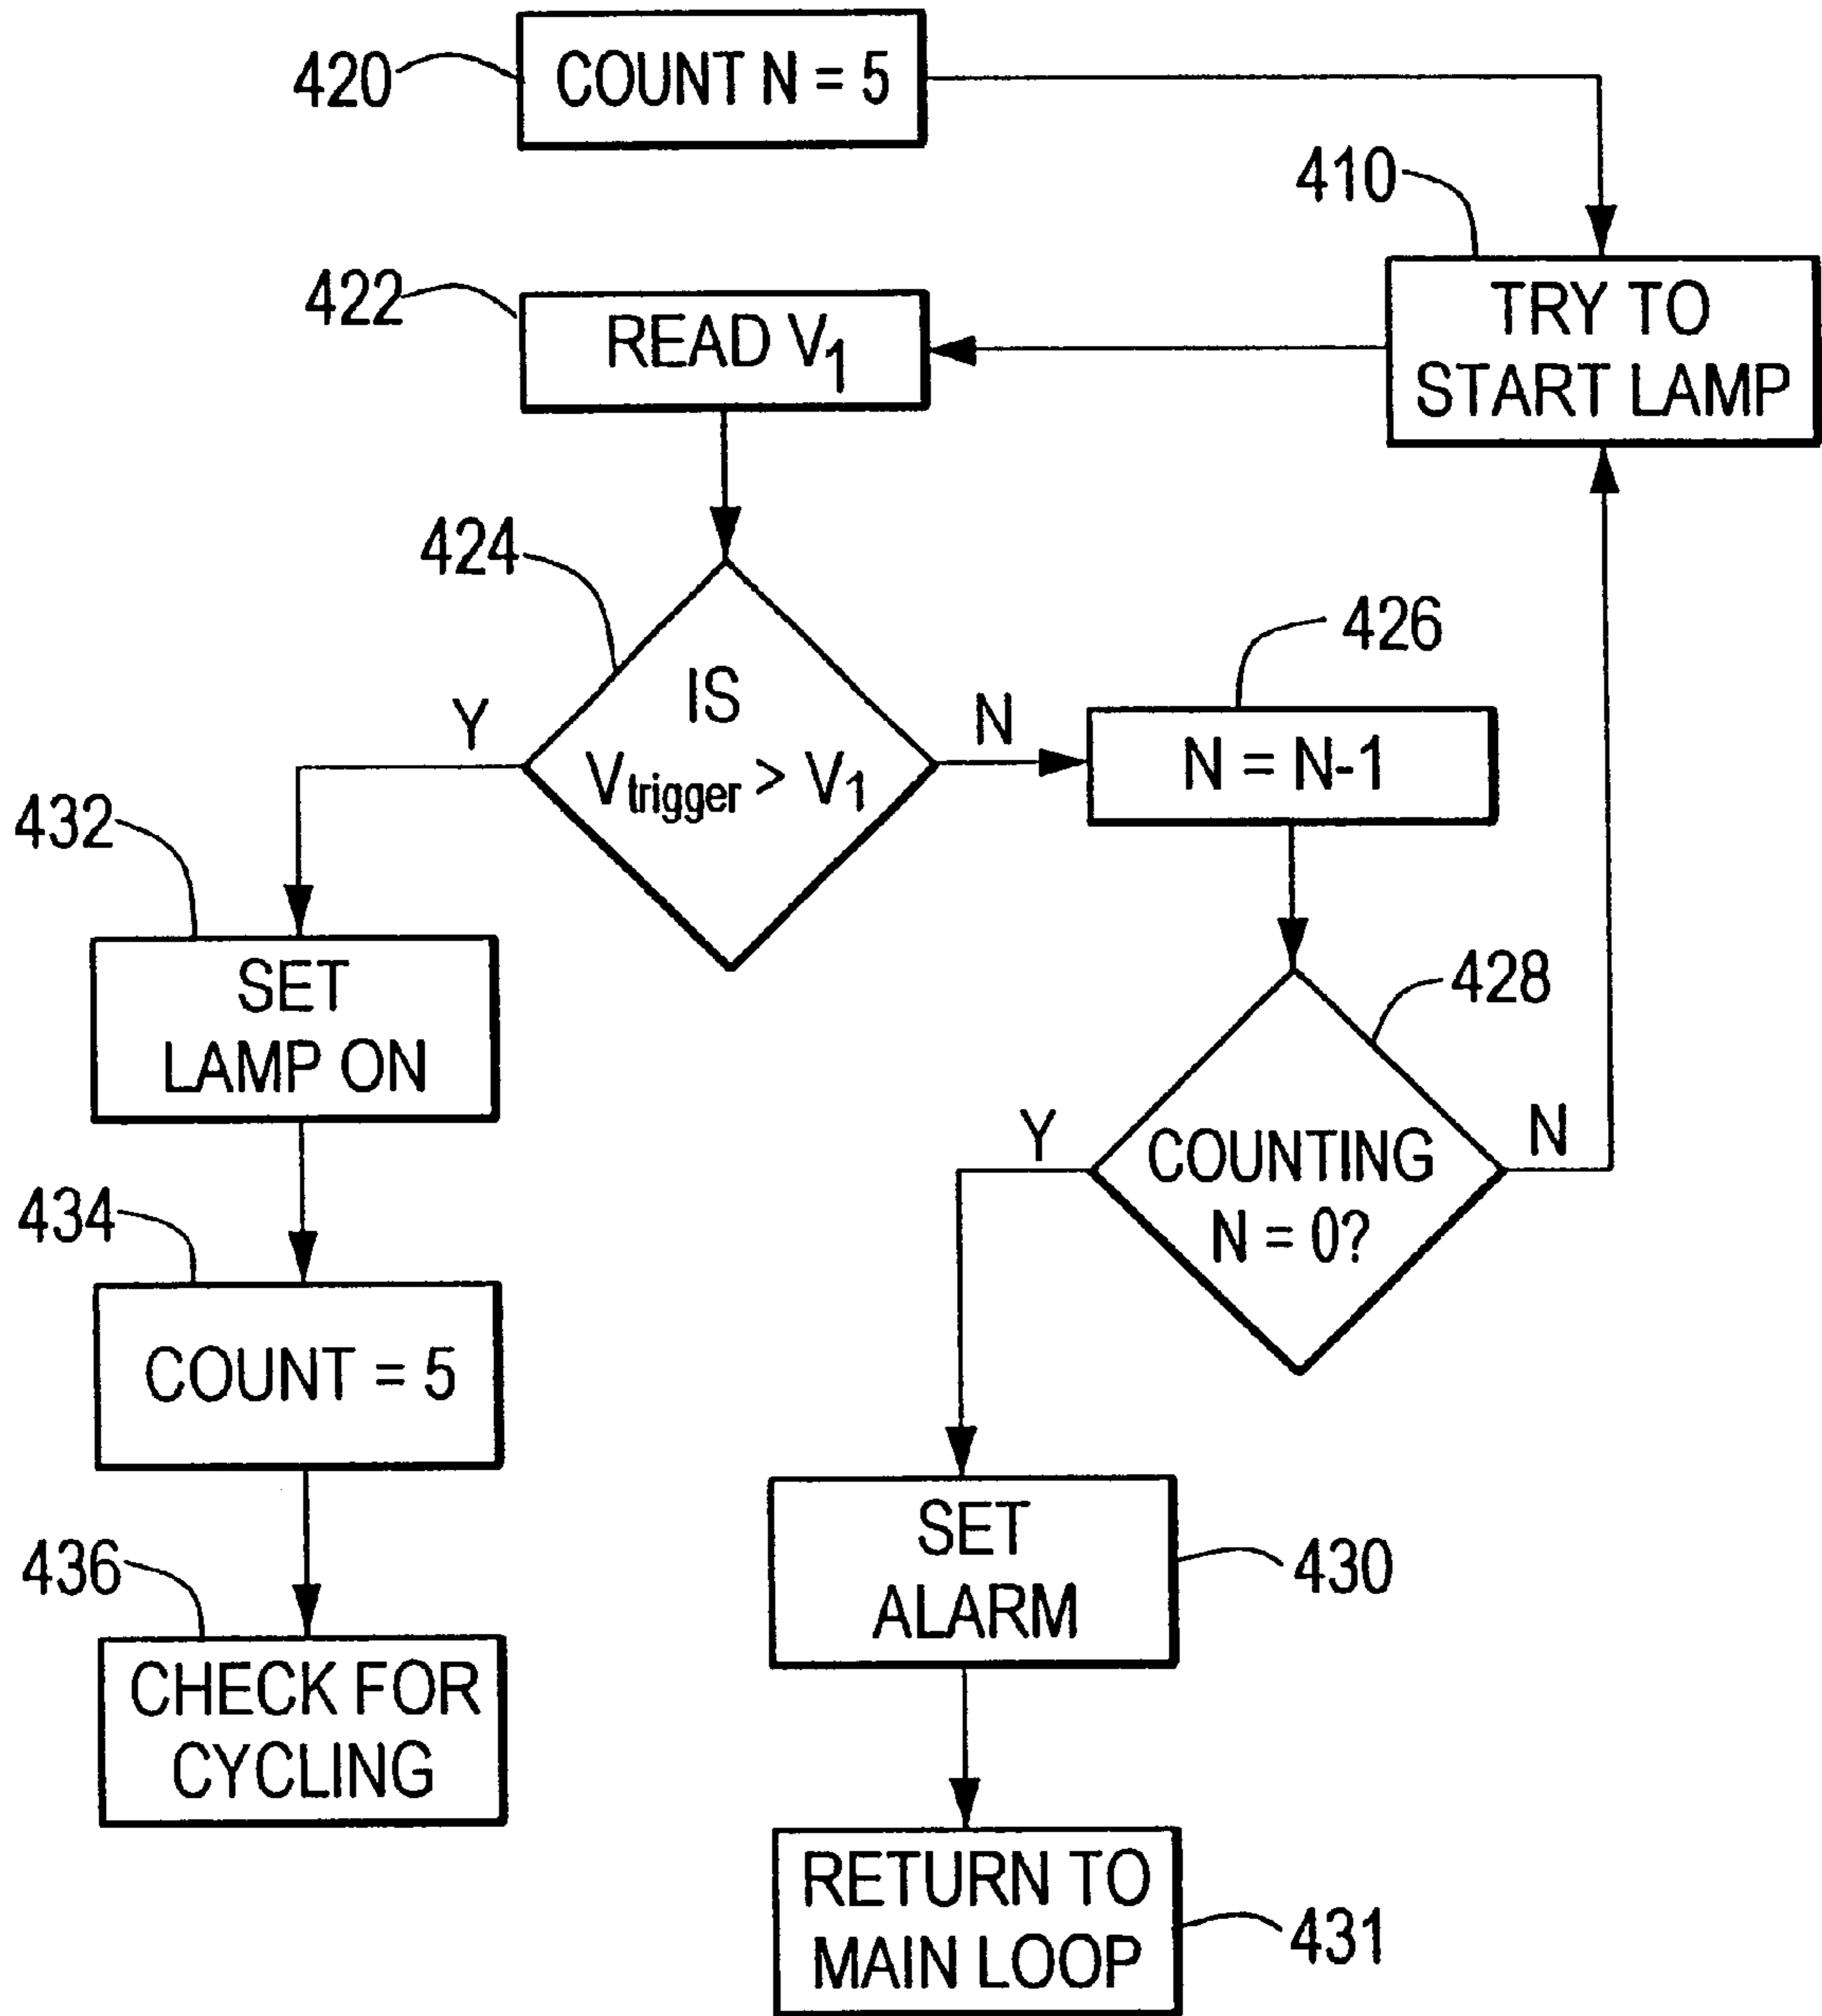 420
COUNT N = 5
410
TRY TO
START LAMP
422
READ V1
424
IS
Vtrigger > V1
Y
N
426
N = N-1
432
SET
LAMP ON
428
COUNTING
N = 0?
Y
N
434
COUNT = 5
SET
ALARM
430
436
CHECK FOR
CYCLING
RETURN TO
MAIN LOOP
431